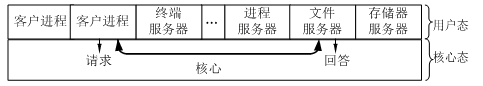 客户进程
客户进程
终端
服务器
...
进程
服务器
文件
服务器
存储器
服务器
用户态
请求
核心
回答
核心态